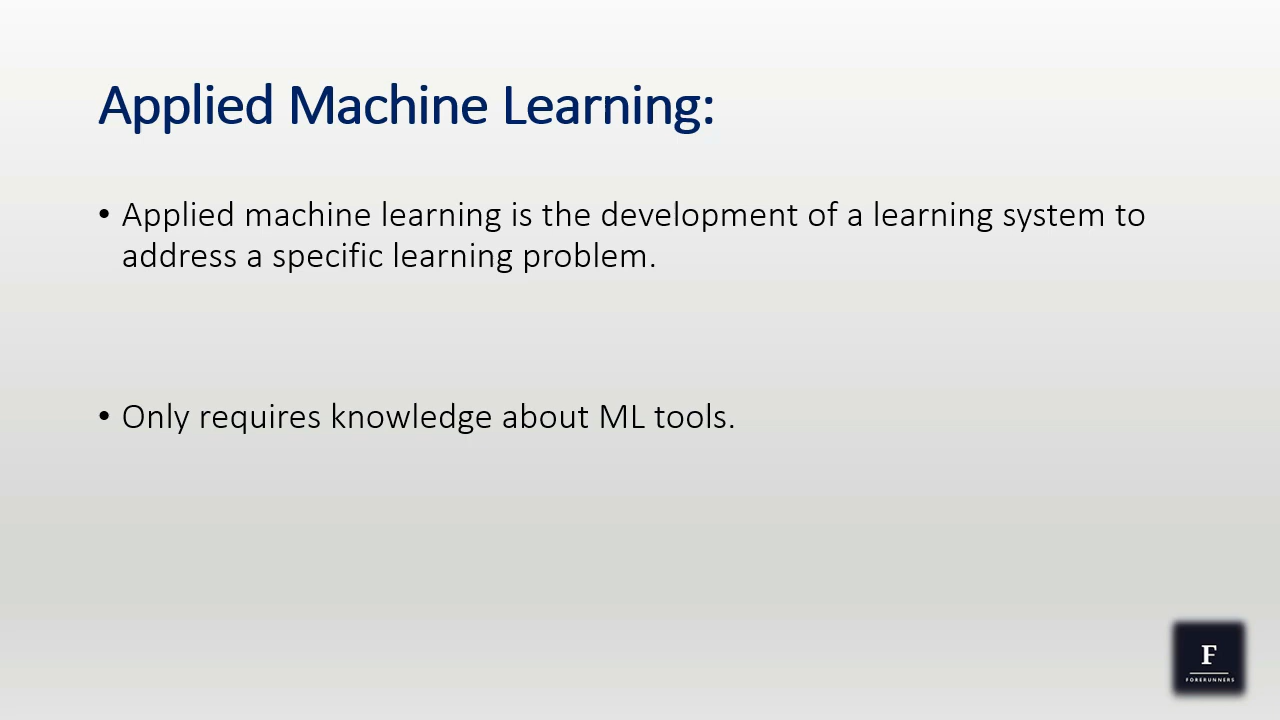 Applied Machine Learning:
• Applied machine learning is the development of a learning system to
address a specific learning problem.
• Only requires knowledge about ML tools.
F
FORERUNNERS